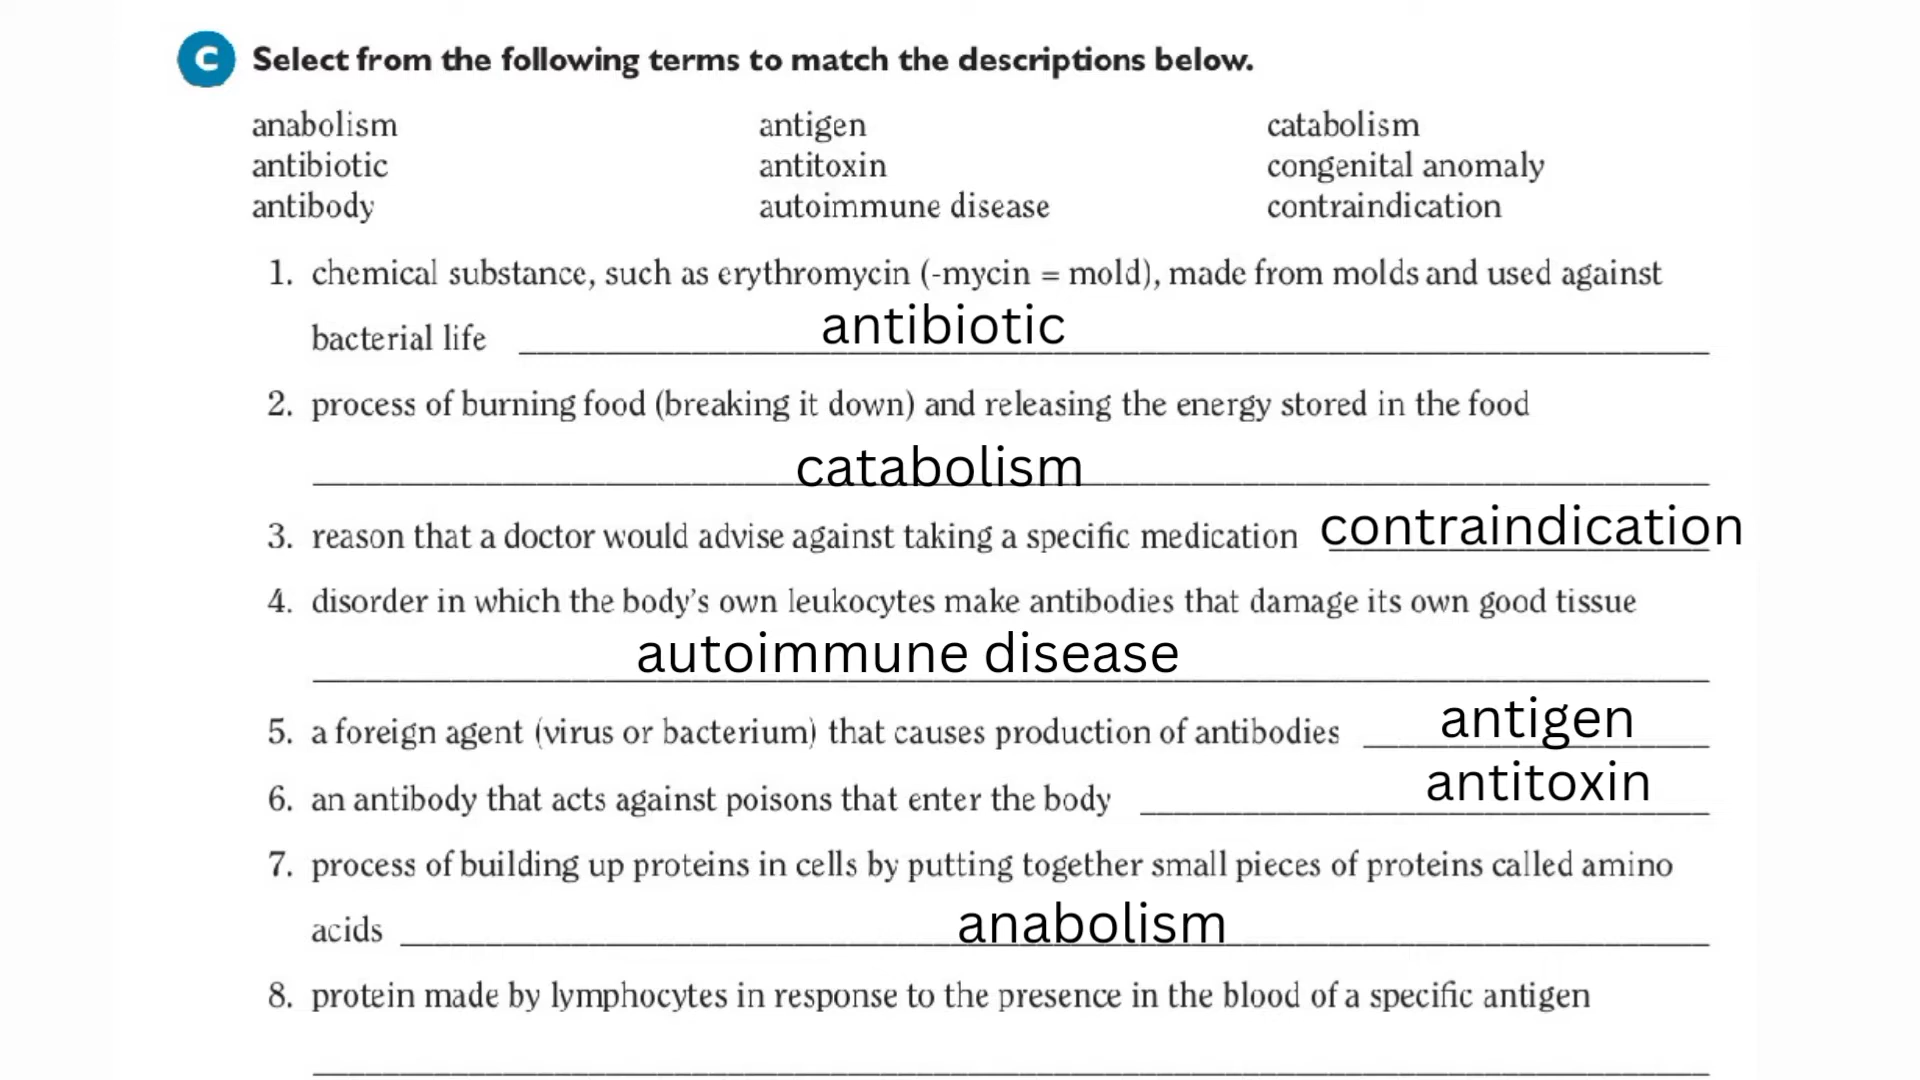 C Select from the following terms to match the descriptions below.
anabolism antigen catabolism
antibiotic antitoxin congenital anomaly
antibody autoimmune disease contraindication
1. chemical substance, such as erythromycin (-mycin = mold), made from molds and used against
bacterial life antibiotic
2. process of burning food (breaking it down) and releasing the energy stored in the food
catabolism
3. reason that a doctor would advise against taking a specific medication contraindication
4. disorder in which the body’s own leukocytes make antibodies that damage its own good tissue
autoimmune disease
5. a foreign agent (virus or bacterium) that causes production of antibodies antigen
6. an antibody that acts against poisons that enter the body antitoxin
7. process of building up proteins in cells by putting together small pieces of proteins called amino
acids anabolism
8. protein made by lymphocytes in response to the presence in the blood of a specific antigen